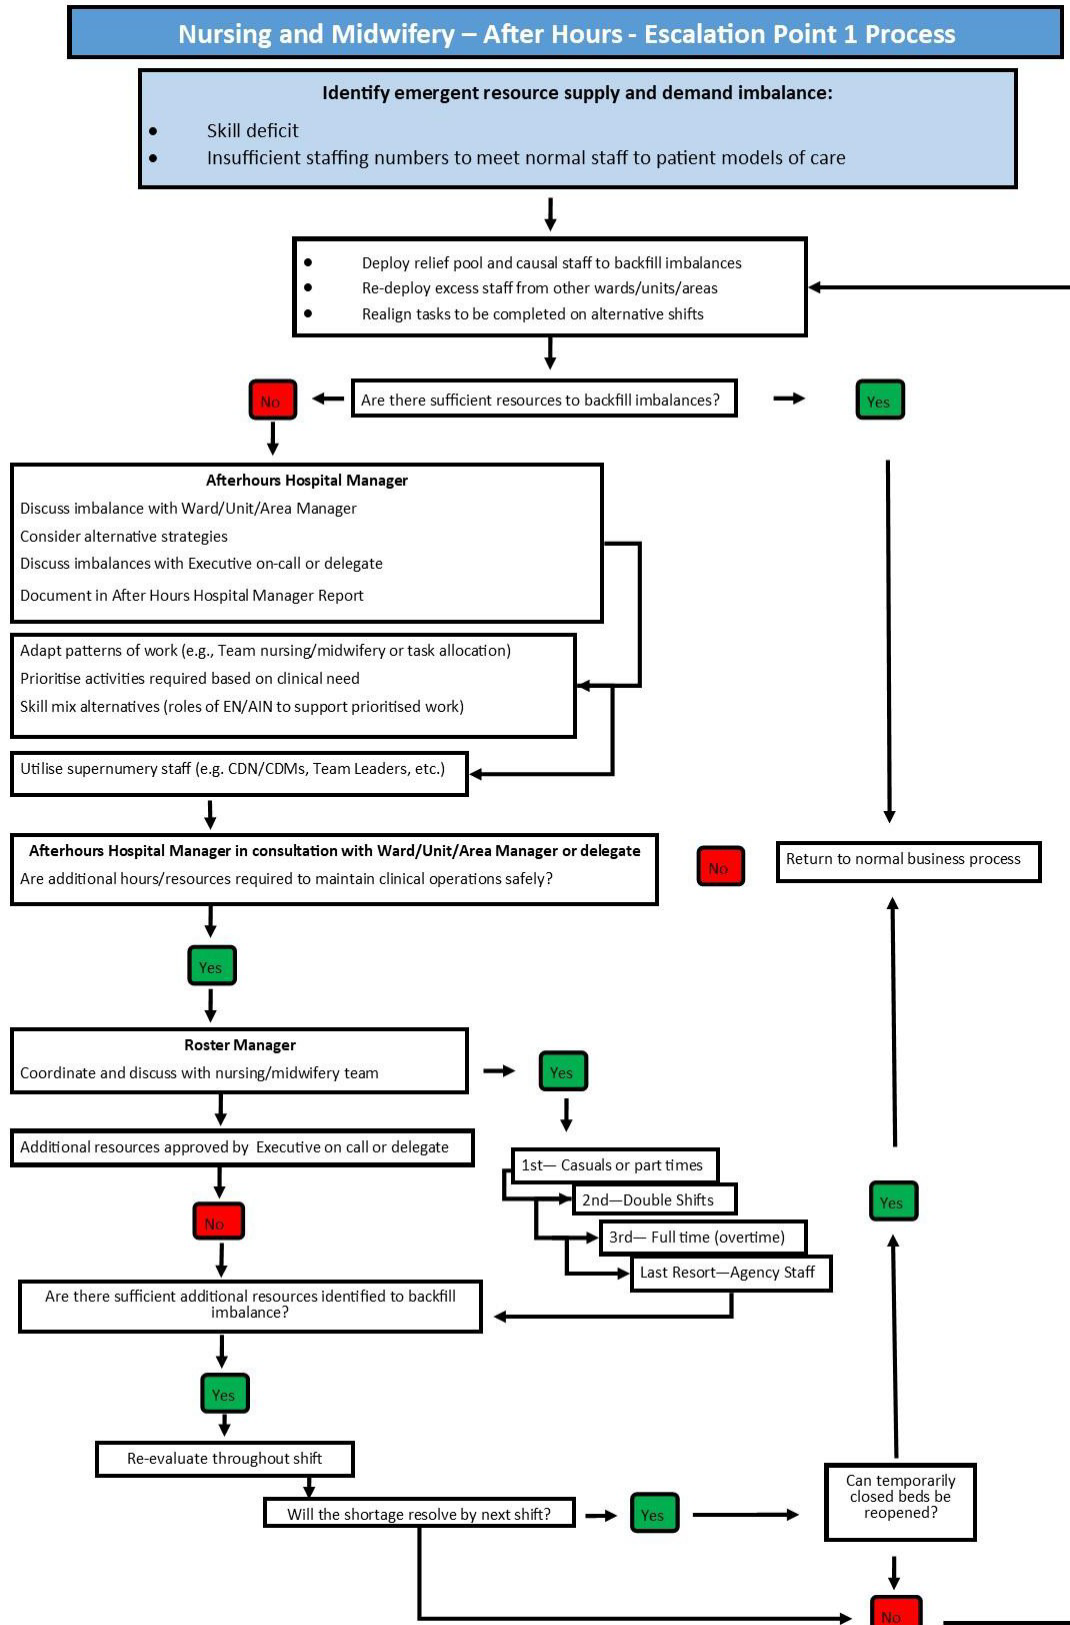 Nursing and Midwifery – After Hours - Escalation Point 1 Process
Identify emergent resource supply and demand imbalance:
• Skill deficit
• Insufficient staffing numbers to meet normal staff to patient models of care
• Deploy relief pool and causal staff to backfill imbalances
• Re-deploy excess staff from other wards/units/areas
• Realign tasks to be completed on alternative shifts
No
Are there sufficient resources to backfill imbalances?
Yes
Afterhours Hospital Manager
Discuss imbalance with Ward/Unit/Area Manager
Consider alternative strategies
Discuss imbalances with Executive on-call or delegate
Document in After Hours Hospital Manager Report
Adapt patterns of work (e.g., Team nursing/midwifery or task allocation)
Prioritise activities required based on clinical need
Skill mix alternatives (roles of EN/AIN to support prioritised work)
Utilise supernumery staff (e.g. CDN/CDMs, Team Leaders, etc.)
Afterhours Hospital Manager in consultation with Ward/Unit/Area Manager or delegate
Are additional hours/resources required to maintain clinical operations safely?
No
Return to normal business process
Yes
Roster Manager
Coordinate and discuss with nursing/midwifery team
Yes
Additional resources approved by Executive on call or delegate
1st— Casuals or part times
2nd—Double Shifts
3rd— Full time (overtime)
Last Resort—Agency Staff
No
Yes
Are there sufficient additional resources identified to backfill
imbalance?
Yes
Re-evaluate throughout shift
Will the shortage resolve by next shift?
Yes
Can temporarily
closed beds be
reopened?
No